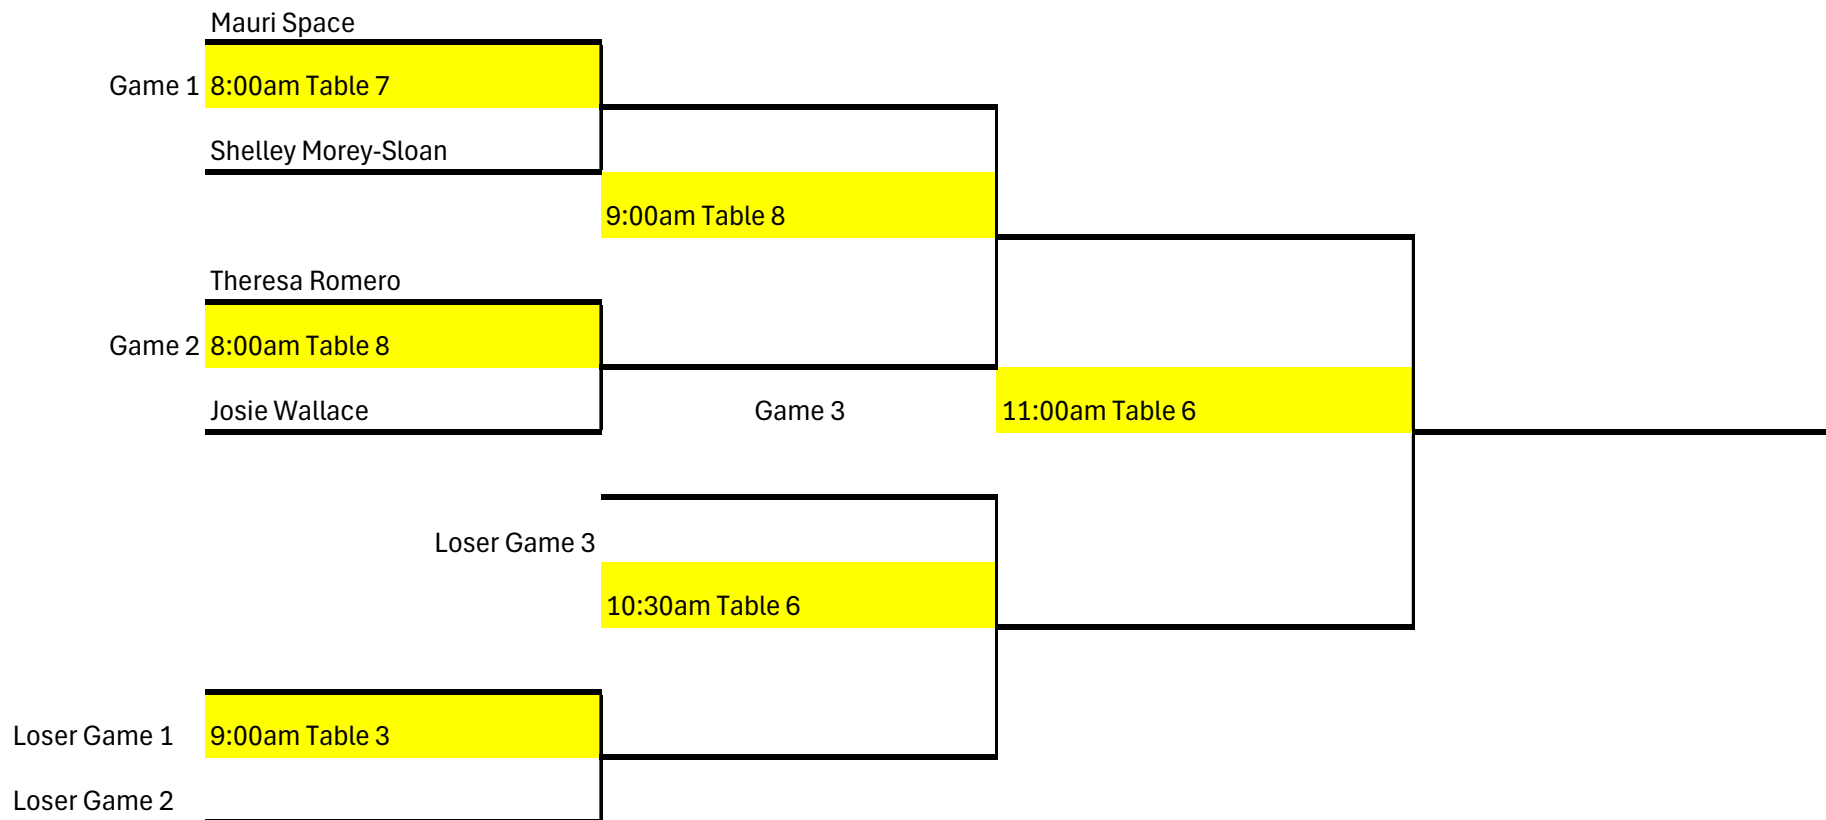 Mauri Space
Game 1 8:00am Table 7
Shelley Morey-Sloan
9:00am Table 8
Theresa Romero
Game 2 8:00am Table 8
Josie Wallace Game 3 11:00am Table 6
Loser Game 3
10:30am Table 6
Loser Game 1 9:00am Table 3
Loser Game 2